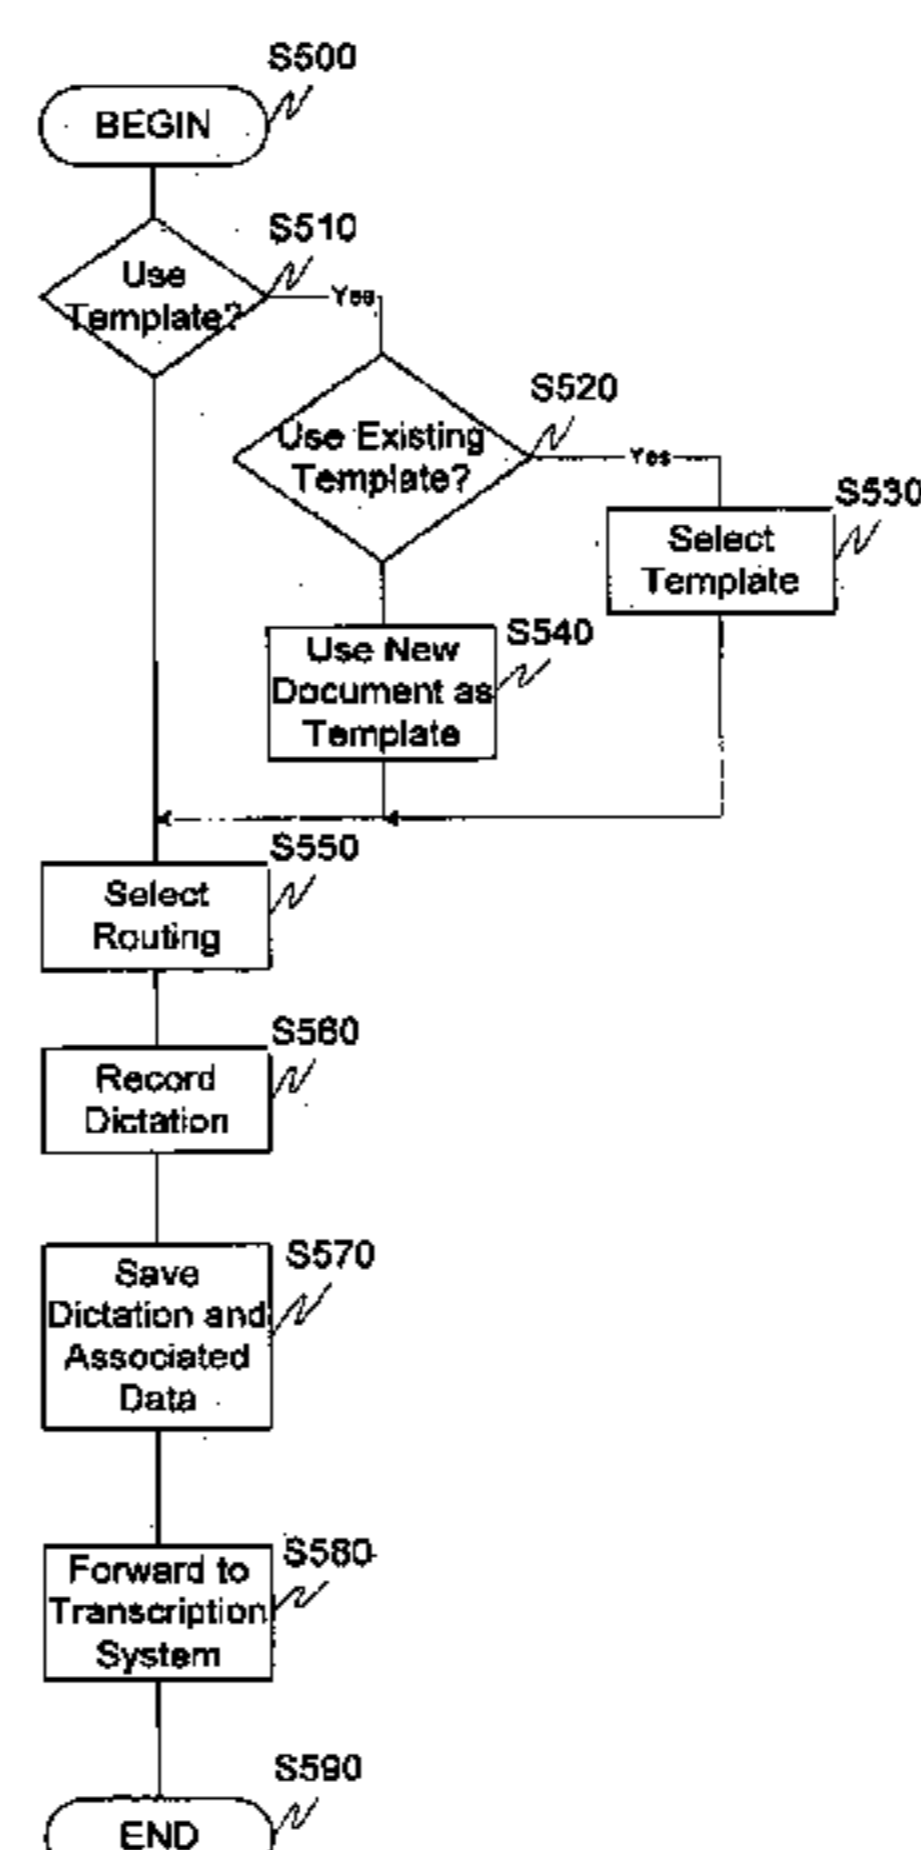 S500
BEGIN
S510
Use
Template?
Yes
S520
Use Existing
Template?
Yes
S530
Select
Template
S540
Use New
Document as
Template
S550
Select
Routing
S560
Record
Dictation
S570
Save
Dictation and
Associated
Data
S580
Forward to
Transcription
System
S590
END